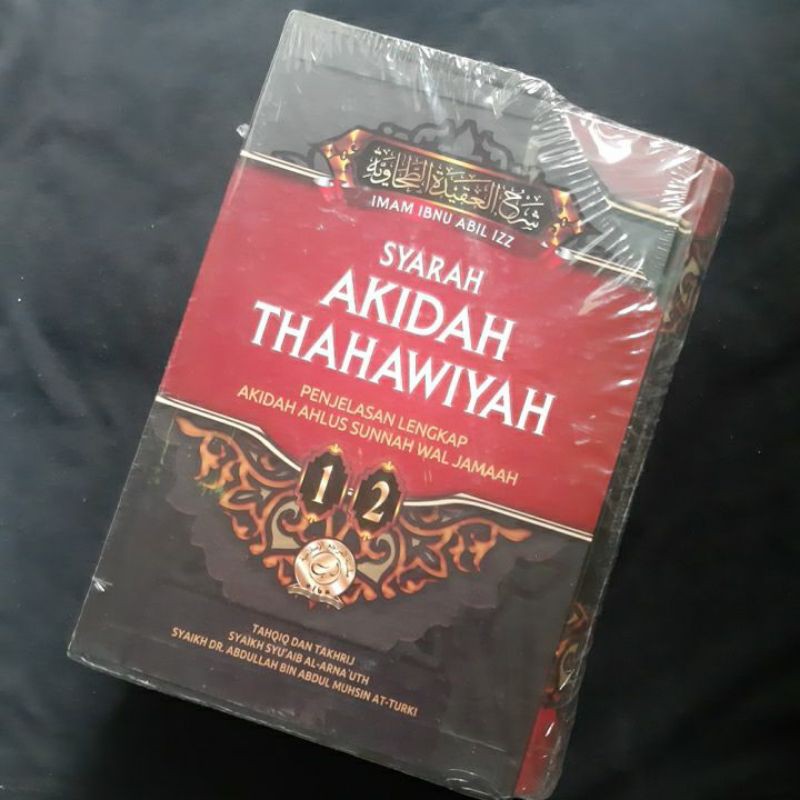 شرح العقيدة الطحاوية
IMAM IBNU ABIL IZZ
SYARAH
AKIDAH
THAHAWIYAH
PENJELASAN LENGKAP
AKIDAH AHLUS SUNNAH WAL JAMAAH
1 - 2
TAHQIQ DAN TAKHRIJ
SYAIKH SYU'AIB AL-ARNA'UTH
SYAIKH DR. ABDULLAH BIN ABDUL MUHSIN AT-TURKI